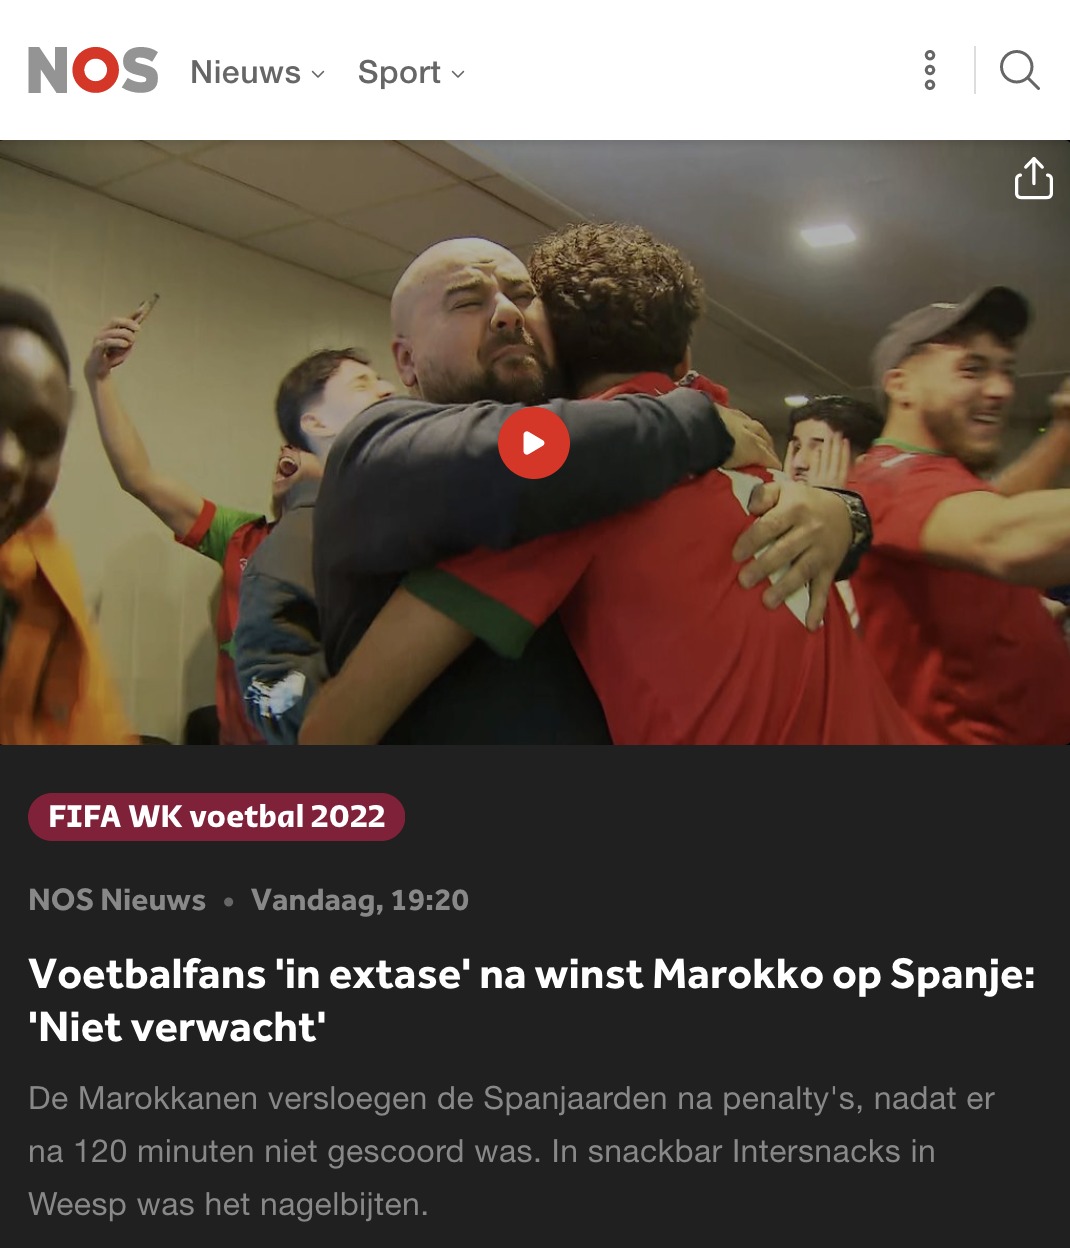 NOS Nieuws Sport
FIFA WK voetbal 2022
NOS Nieuws • Vandaag, 19:20
Voetbalfans 'in extase' na winst Marokko op Spanje:
'Niet verwacht'
De Marokkanen versloegen de Spanjaarden na penalty's, nadat er
na 120 minuten niet gescoord was. In snackbar Intersnacks in
Weesp was het nagelbijten.